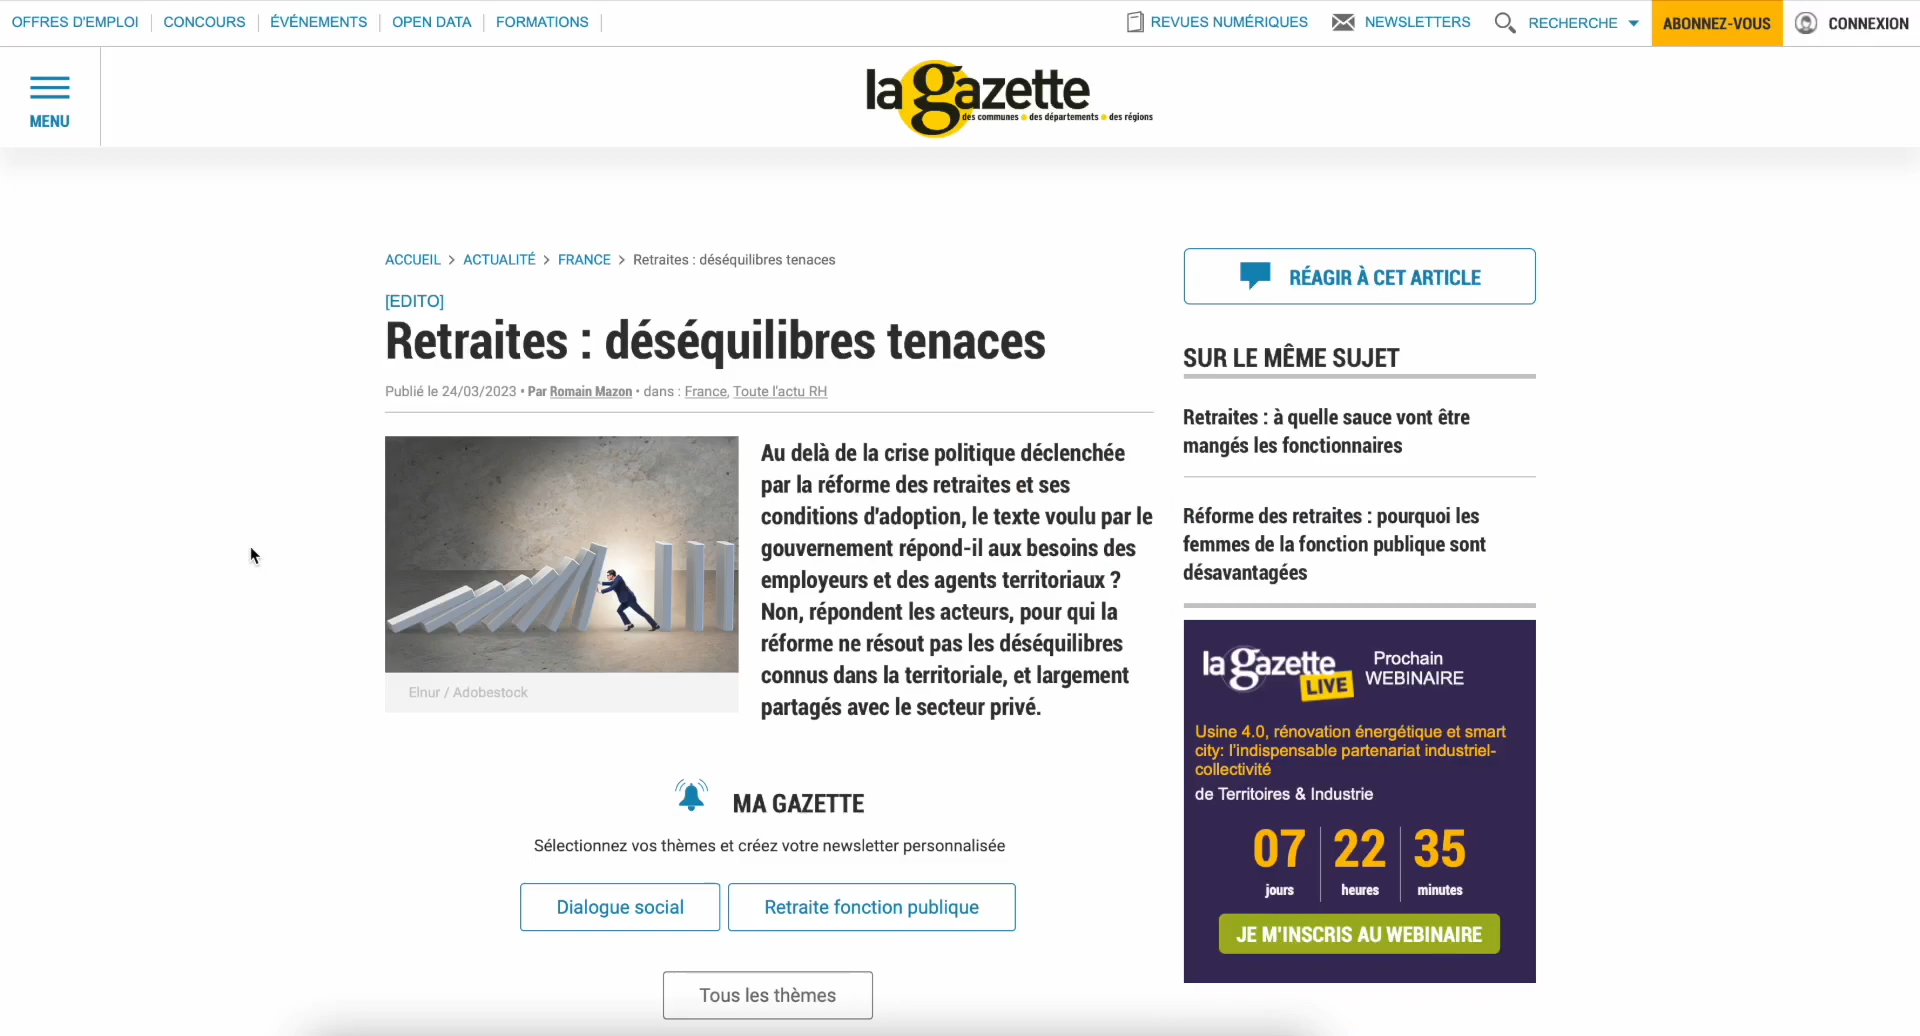 OFFRES D'EMPLOI
CONCOURS
ÉVÉNEMENTS
OPEN DATA
FORMATIONS
REVUES NUMÉRIQUES
NEWSLETTERS
RECHERCHE
ABONNEZ-VOUS
CONNEXION
MENU
la gazette
des communes des départements des régions
ACCUEIL > ACTUALITÉ > FRANCE > Retraites : déséquilibres tenaces
[EDITO]
Retraites : déséquilibres tenaces
Publié le 24/03/2023 • Par Romain Mazon • dans : France, Toute l'actu RH
Au delà de la crise politique déclenchée
par la réforme des retraites et ses
conditions d'adoption, le texte voulu par le
gouvernement répond-il aux besoins des
employeurs et des agents territoriaux ?
Non, répondent les acteurs, pour qui la
réforme ne résout pas les déséquilibres
connus dans la territoriale, et largement
partagés avec le secteur privé.
Elnur / Adobestock
MA GAZETTE
Sélectionnez vos thèmes et créez votre newsletter personnalisée
Dialogue social
Retraite fonction publique
Tous les thèmes
RÉAGIR À CET ARTICLE
SUR LE MÊME SUJET
Retraites : à quelle sauce vont être
mangés les fonctionnaires
Réforme des retraites : pourquoi les
femmes de la fonction publique sont
désavantagées
la gazette
LIVE
Prochain
WEBINAIRE
Usine 4.0, rénovation énergétique et smart
city: l'indispensable partenariat industriel-
collectivité
de Territoires & Industrie
07 22 35
jours heures minutes
JE M'INSCRIS AU WEBINAIRE